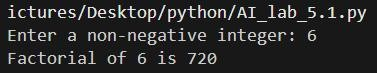 ictures/Desktop/python/AI_lab_5.1.py
Enter a non-negative integer: 6
Factorial of 6 is 720